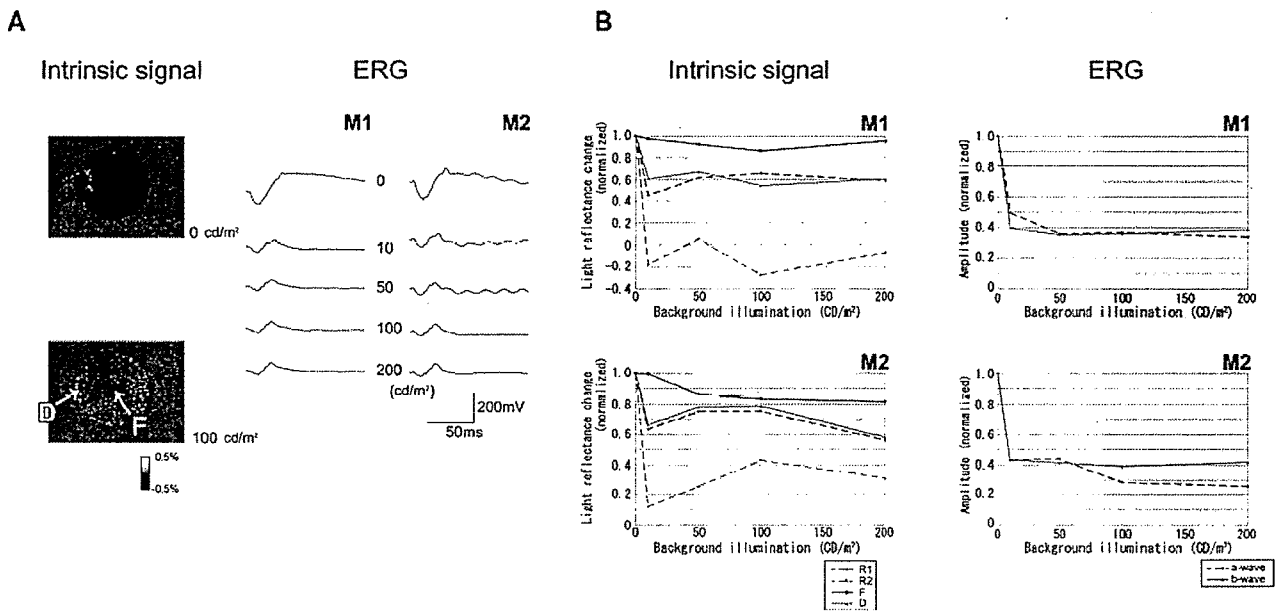 A
Intrinsic signal
ERG
M1
M2
0 cd/m²
0
10
50
100
200
(cd/m²)
D
F
100 cd/m²
0.5%
-0.5%
200mV
50ms
B
Intrinsic signal
ERG
M1
Light reflectance change
(normalized)
1.0
0.8
0.6
0.4
0.2
0
-0.2
-0.4
0 50 100 150 200
Background illumination (CD/m²)
M1
Amplitude (normalized)
1.0
0.8
0.6
0.4
0.2
0
0 50 100 150 200
Background illumination (CD/m²)
M2
Light reflectance change
(normalized)
1.0
0.8
0.6
0.4
0.2
0
0 50 100 150 200
Background illumination (CD/m²)
R1
R2
F
D
M2
Amplitude (normalized)
1.0
0.8
0.6
0.4
0.2
0
0 50 100 150 200
Background illumination (CD/m²)
a-wave
b-wave